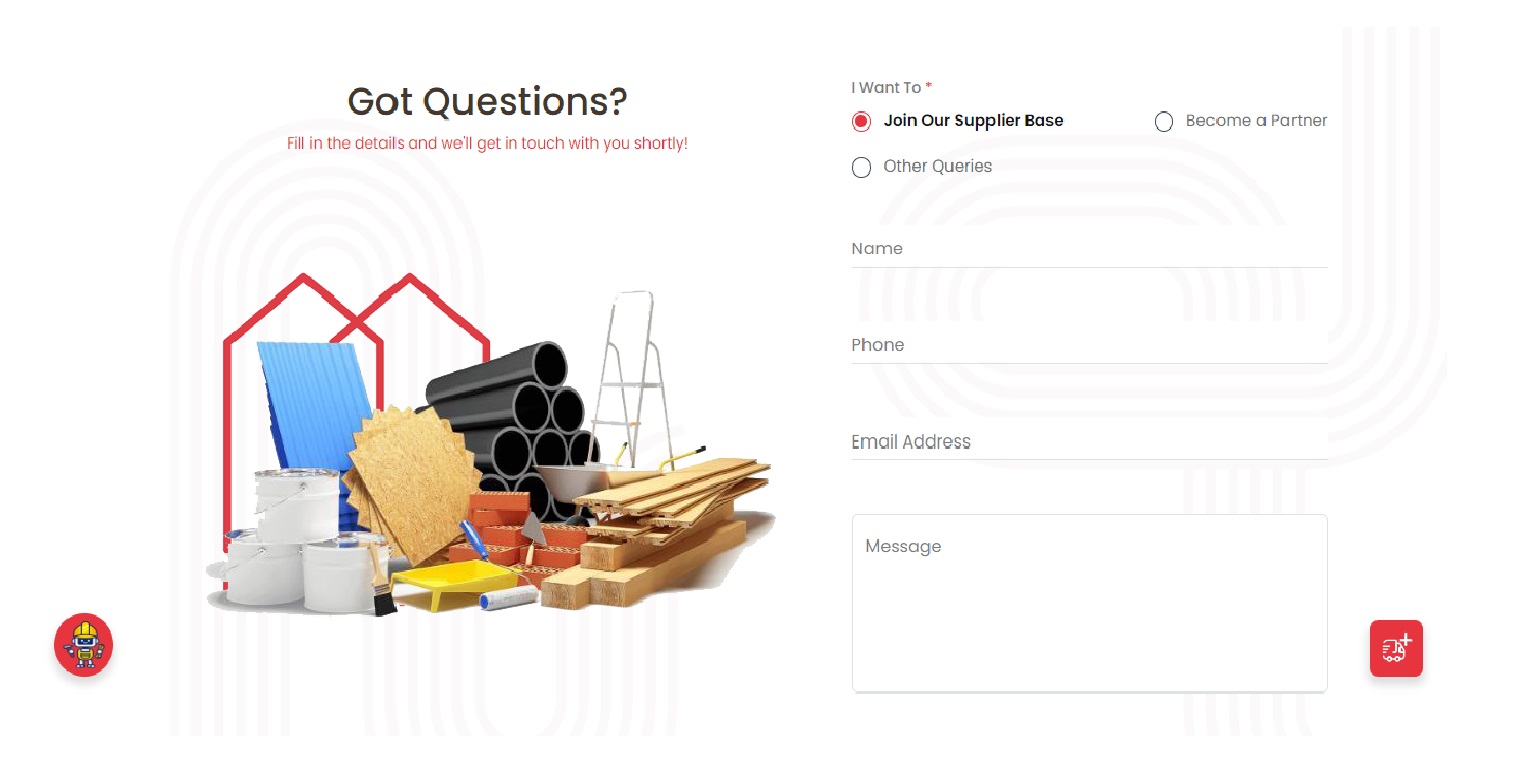 Got Questions?
Fill in the details and we'll get in touch with you shortly!
I Want To *
Join Our Supplier Base
Become a Partner
Other Queries
Name
Phone
Email Address
Message